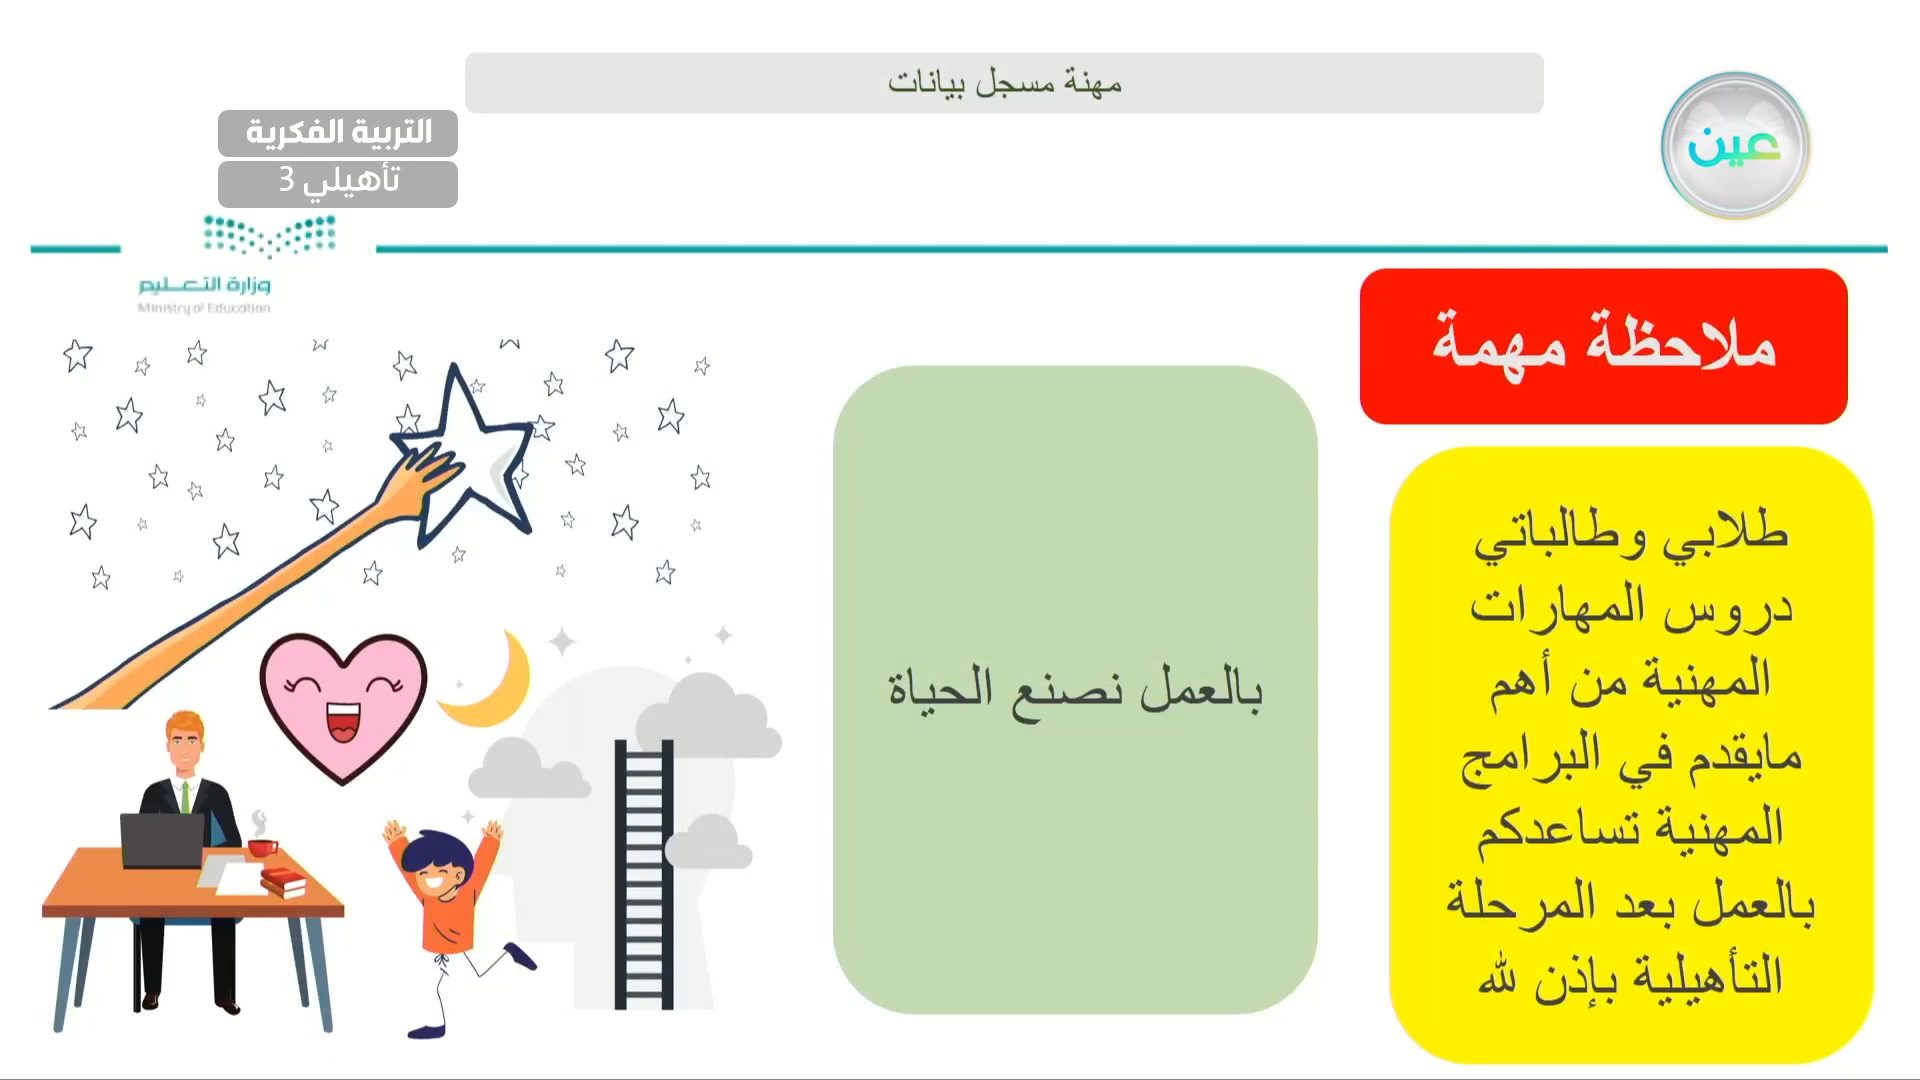 مهنة مسجل بيانات
عين
التربية الفكرية
تأهيلي 3
وزارة التعليم
Ministry of Education
ملاحظة مهمة
طلابي وطالباتي
دروس المهارات
المهنية من أهم
مايقدم في البرامج
المهنية تساعدكم
بالعمل بعد المرحلة
التأهيلية بإذن لله
بالعمل نصنع الحياة